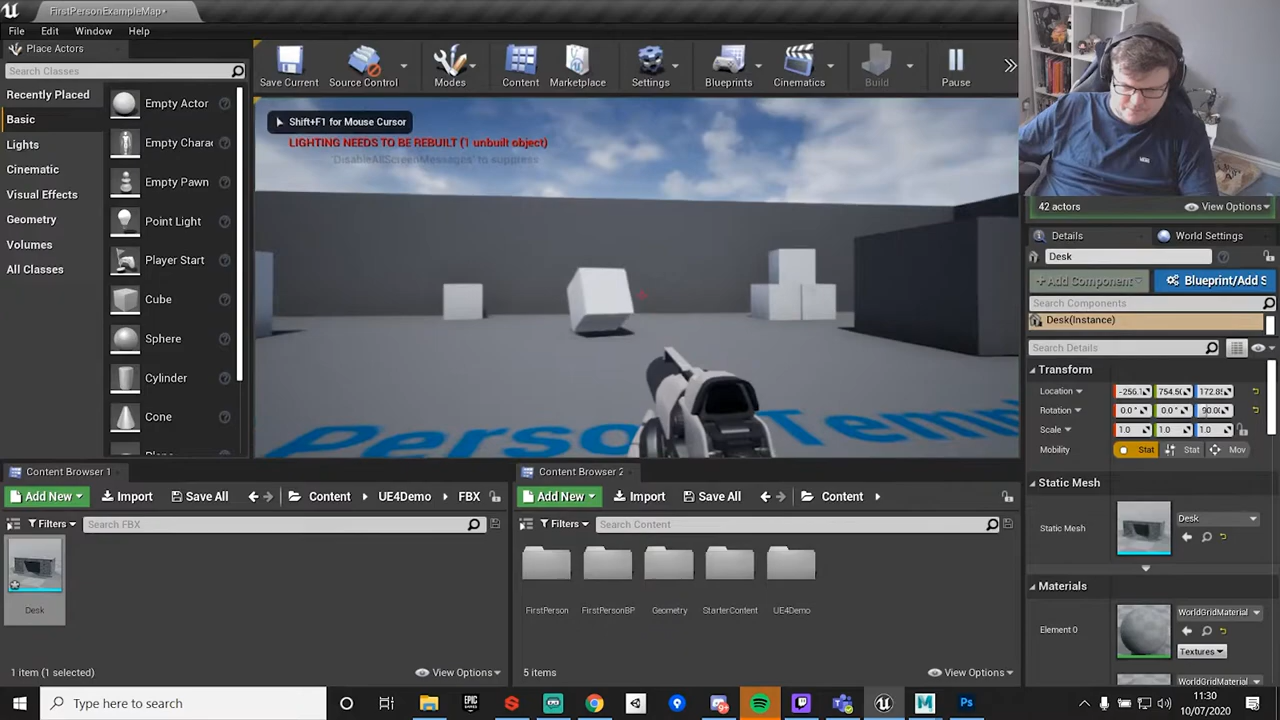 FirstPersonExampleMap*
File Edit Window Help
Place Actors
Search Classes
Recently Placed
Basic
Lights
Cinematic
Visual Effects
Geometry
Volumes
All Classes
Empty Actor
Empty Chara
Empty Pawn
Point Light
Player Start
Cube
Sphere
Cylinder
Cone
Save Current
Source Control
Modes
Content
Marketplace
Settings
Blueprints
Cinematics
Build
Pause
Shift+F1 for Mouse Cursor
LIGHTING NEEDS TO BE REBUILT (1 unbuilt object)
'DisableAllScreenMessages' to suppress
42 actors
View Options
Details
World Settings
Desk
+ Add Component
Blueprint/Add S
Search Components
Desk(Instance)
Search Details
Transform
Location -256.1 754.50 172.85
Rotation 0.0° 0.0° 90.0
Scale 1.0 1.0 1.0
Mobility Stat Stat Mov
Static Mesh
Static Mesh
Desk
Materials
Element 0
WorldGridMaterial
Textures
WorldGridMaterial
Content Browser 1
Add New Import Save All Content UE4Demo FBX
Filters Search FBX
Desk
1 item (1 selected)
View Options
Content Browser 2
Add New Import Save All Content
Filters Search Content
FirstPerson
FirstPersonBP
Geometry
StarterContent
UE4Demo
5 items
View Options
Type here to search
11:30
10/07/2020